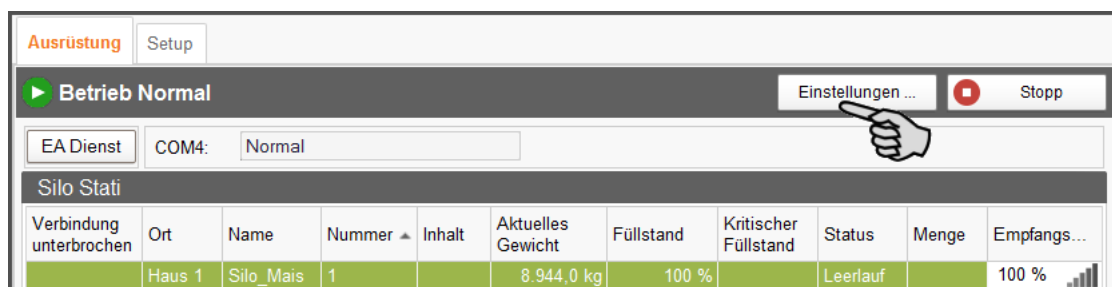 Ausrüstung Setup
Betrieb Normal Einstellungen ... Stopp
EA Dienst COM4: Normal
Silo Stati
Verbindung unterbrochen Ort Name Nummer Inhalt Aktuelles Gewicht Füllstand Kritischer Füllstand Status Menge Empfangs...
Haus 1 Silo_Mais 1 8.944,0 kg 100 % Leerlauf 100 %